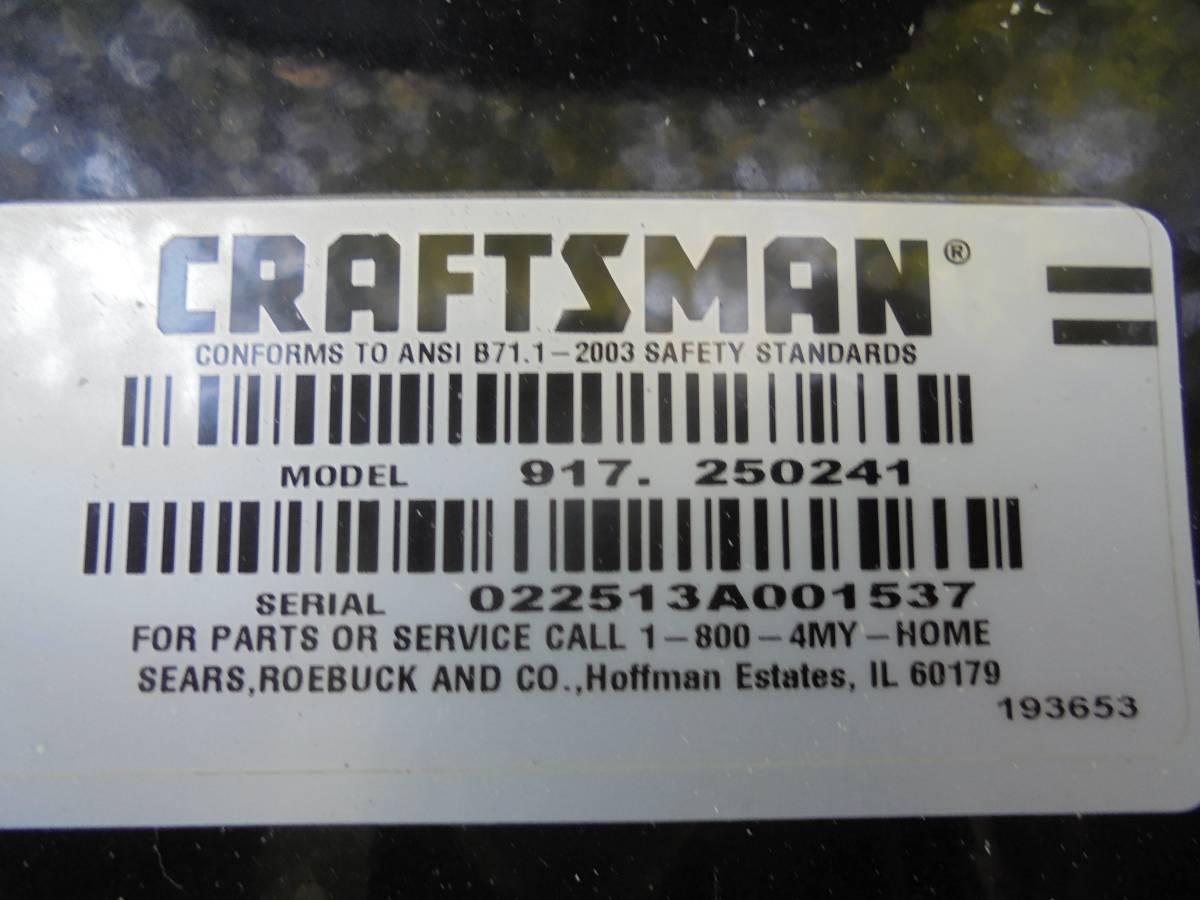 CRAFTSMAN®
CONFORMS TO ANSI B71.1-2003 SAFETY STANDARDS
MODEL 917. 250241
SERIAL 022513A001537
FOR PARTS OR SERVICE CALL 1-800-4MY-HOME
SEARS,ROEBUCK AND CO.,Hoffman Estates, IL 60179
193653